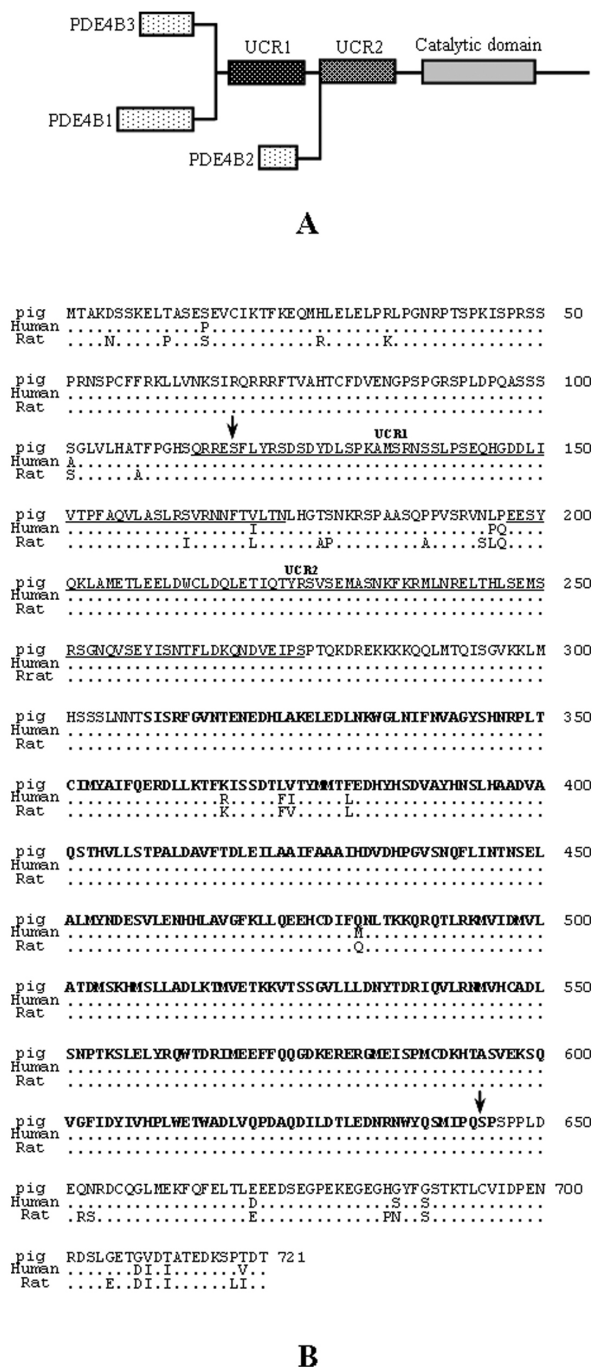 PDE4B3
UCR1
UCR2
Catalytic domain
PDE4B1
PDE4B2
A
pig MTAKDSSKELTASESEVCIKTFKEQMHLELELPRLPGNRPTSPKISPRSS 50
Human ..............P...................................
Rat ....N.....T...S...........R......K................
pig PRNSPCFFRKLLVNKSIRQRRRFTVAHTCFDVENGPSPGRSPLDPQASSS 100
Human ..................................................
Rat ..................................................
UCR1
pig SGLVLHATFPGHSQRRESFLYRSDSDYDLSPKAMSRNSSLPSEQHGDDLI 150
Human A.................................................
Rat S......A..........................................
pig VTPFAQVLASLRSVRNNFTVLTNLHGTSNKRSPAASQPPVSRVNLPEESY 200
Human ...................I........................PQ....
Rat ............I......L......AP.........A.....SLQ....
UCR2
pig QKLAMETLEELDWCLDQLETIQTYRSVSEMASNKFKRMLNRELTHLSEMS 250
Human ..................................................
Rat ..................................................
pig RSGNQVSEYISNTFLDKQNDVEIPSPTQKDREKKKKQQLMTQISGVKKLM 300
Human ..................................................
Rrat ..................................................
pig HSSSLNNTSISRFGVNTENEDHLAKELEDLNKWGLNIFNVAGYSHNRPLT 350
Human ..................................................
Rat ..................................................
pig CIMYAIFQERDLLKTFKISSDTLVTYMMTFEDHYHSDVAYHNSLHAADVA 400
Human ................R.....FI.....L....................
Rat ................K.....FV.....L....................
pig QSTHVLLSTPALDAVFTDLEILAAIFAAAIHDVDHPGVSNQFLINTNSEL 450
Human ..................................................
Rat ..................................................
pig ALMYNDESVLENHHLAVGFKLLQEEHCDIFQNLTKKQRQTLRKMVIDMVL 500
Human ..............................M...................
Rat ..............................Q...................
pig ATDMSKHMSLLADLKTMVETKKVTSSGVLLLDNYTDRIQVLRNMVHCADL 550
Human ..................................................
Rat ..................................................
pig SNPTKSLELYRQWTDRIMEEFFQQGDKERERGMEISPMCDKHTASVEKSQ 600
Human ..................................................
Rat ..................................................
pig VGFIDYIVHPLWETWADLVQPDAQDILDTLEDNRNWYQSMIPQSPSPPLD 650
Human ..................................................
Rat ..................................................
pig EQNRDCQGLMEKFQFELTLEEEDSEGPEKEGEGHGYFGSTKTLCVIDPEN 700
Human ...................D..............S..S............
Rat .RS................E.............PN..S............
pig RDSLGETGVDTATEDKSPTDT 721
Human .......DI.I.......V..
Rat ....E..DI.I......LI..
B